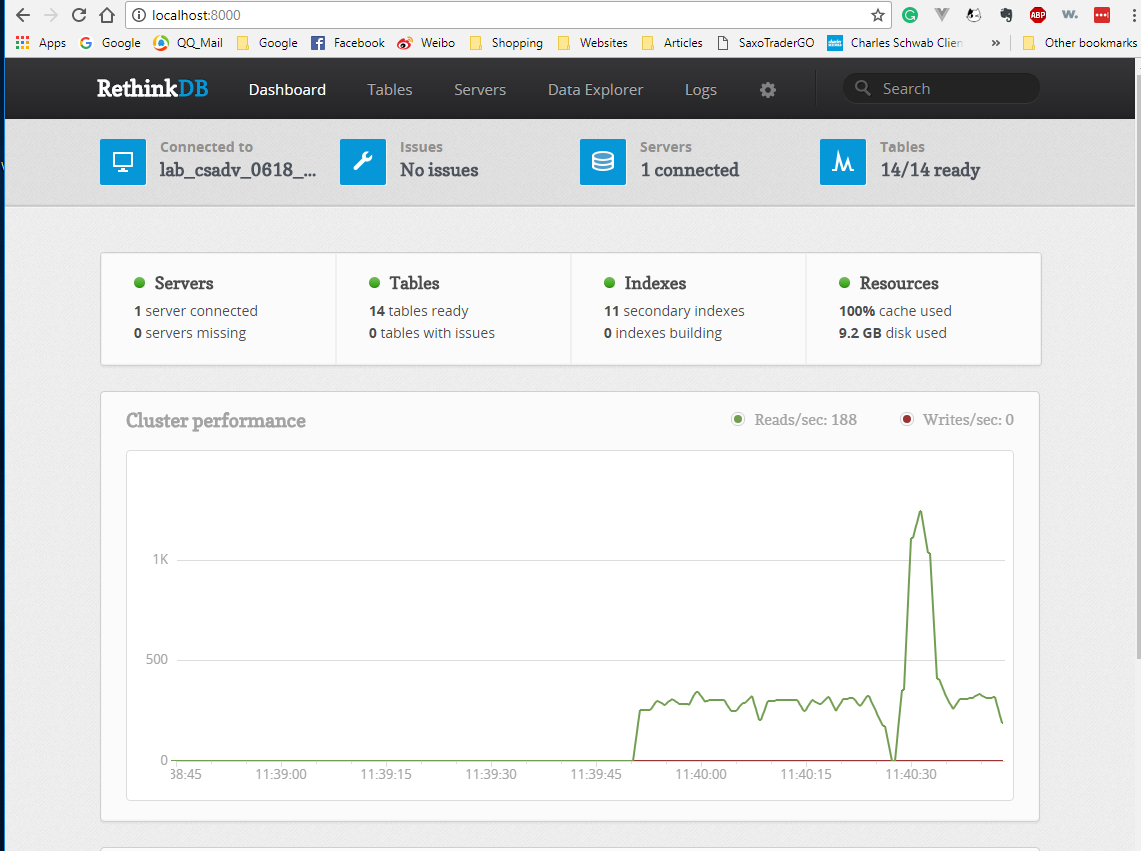 localhost:8000
Apps Google QQ_Mail Google Facebook Weibo Shopping Websites Articles SaxoTraderGO Charles Schwab Clien » Other bookmarks
RethinkDB Dashboard Tables Servers Data Explorer Logs Search
Connected to Issues Servers Tables
lab_csadv_0618_... No issues 1 connected 14/14 ready
Servers Tables Indexes Resources
1 server connected 14 tables ready 11 secondary indexes 100% cache used
0 servers missing 0 tables with issues 0 indexes building 9.2 GB disk used
Cluster performance Reads/sec: 188 Writes/sec: 0
1K
500
0
38:45 11:39:00 11:39:15 11:39:30 11:39:45 11:40:00 11:40:15 11:40:30